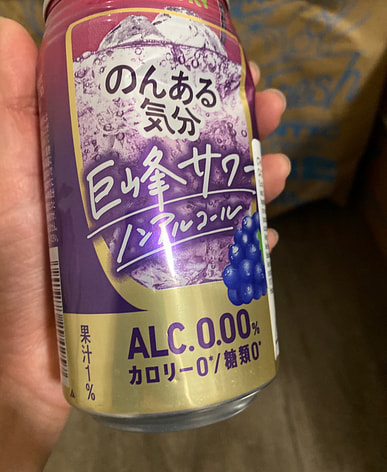 のんある
気分
巨峰サワー
ノンアルコール
果汁1%
ALC.0.00%
カロリー0*/糖類0*